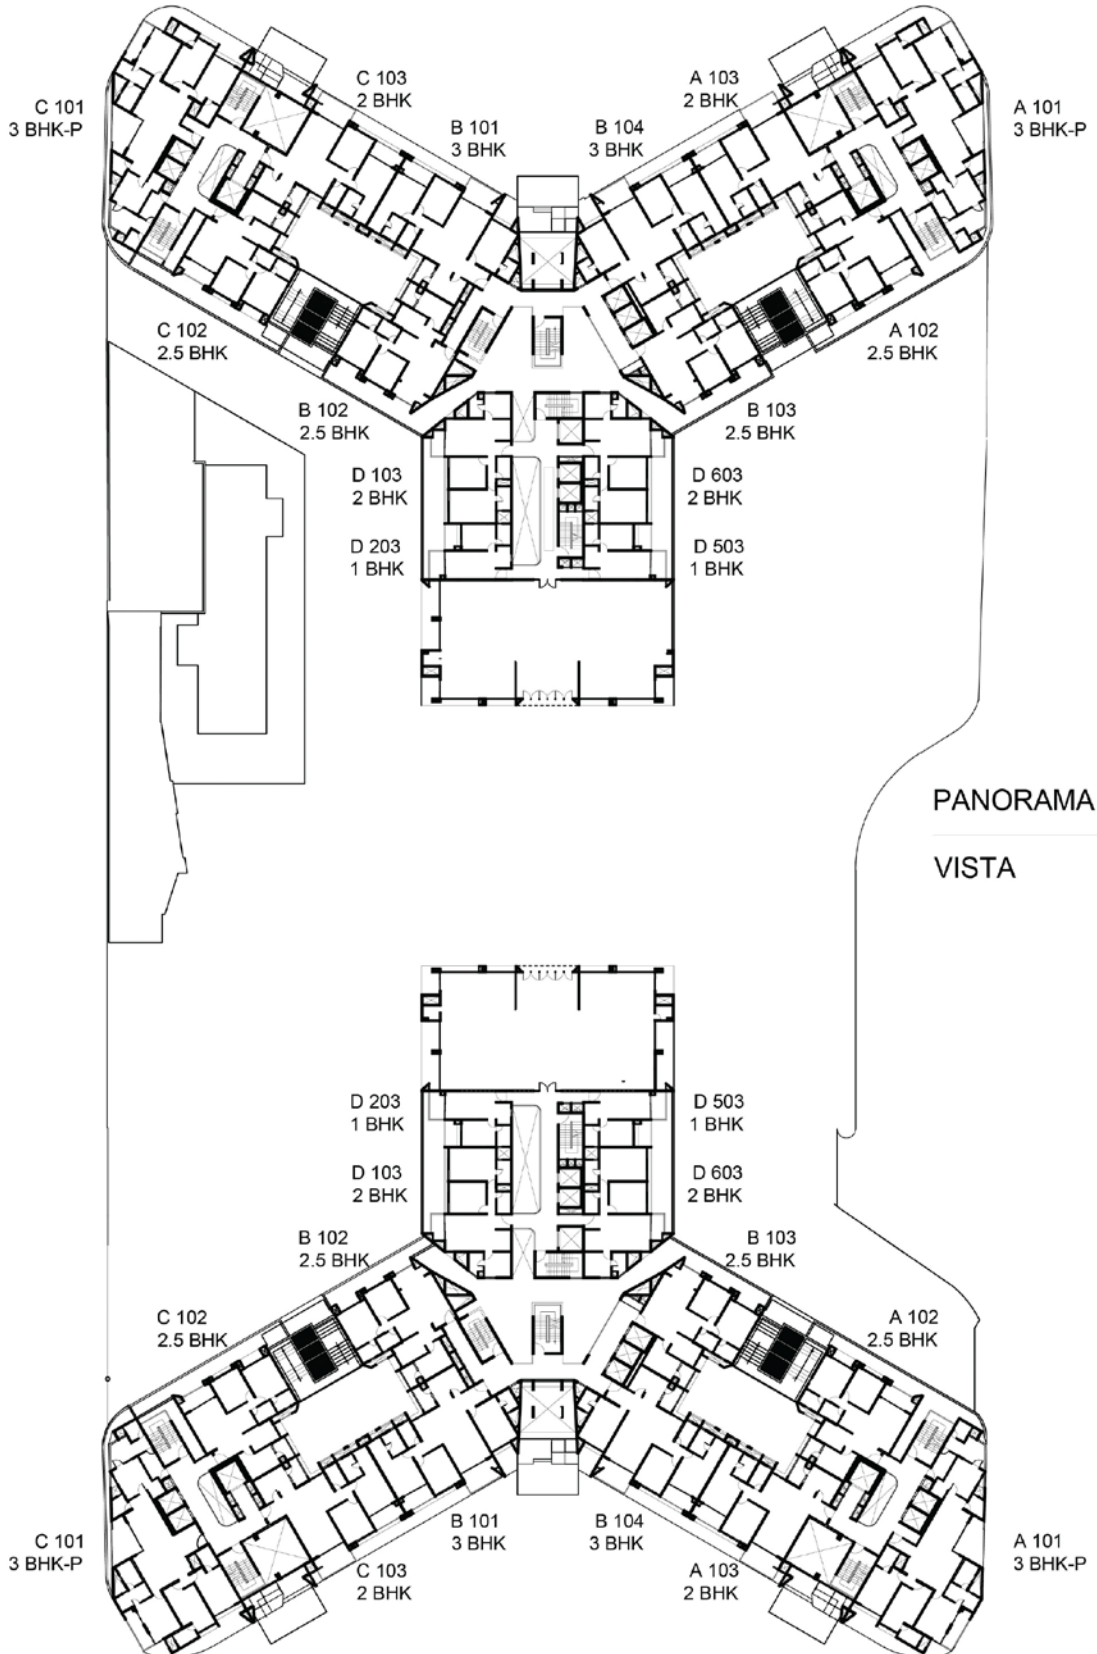 C 103
2 BHK
A 103
2 BHK
C 101
3 BHK-P
A 101
3 BHK-P
B 101
3 BHK
B 104
3 BHK
C 102
2.5 BHK
A 102
2.5 BHK
B 102
2.5 BHK
B 103
2.5 BHK
D 103
2 BHK
D 603
2 BHK
D 203
1 BHK
D 503
1 BHK
PANORAMA
VISTA
D 203
1 BHK
D 503
1 BHK
D 103
2 BHK
D 603
2 BHK
B 102
2.5 BHK
B 103
2.5 BHK
C 102
2.5 BHK
A 102
2.5 BHK
B 101
3 BHK
B 104
3 BHK
C 101
3 BHK-P
A 101
3 BHK-P
C 103
2 BHK
A 103
2 BHK